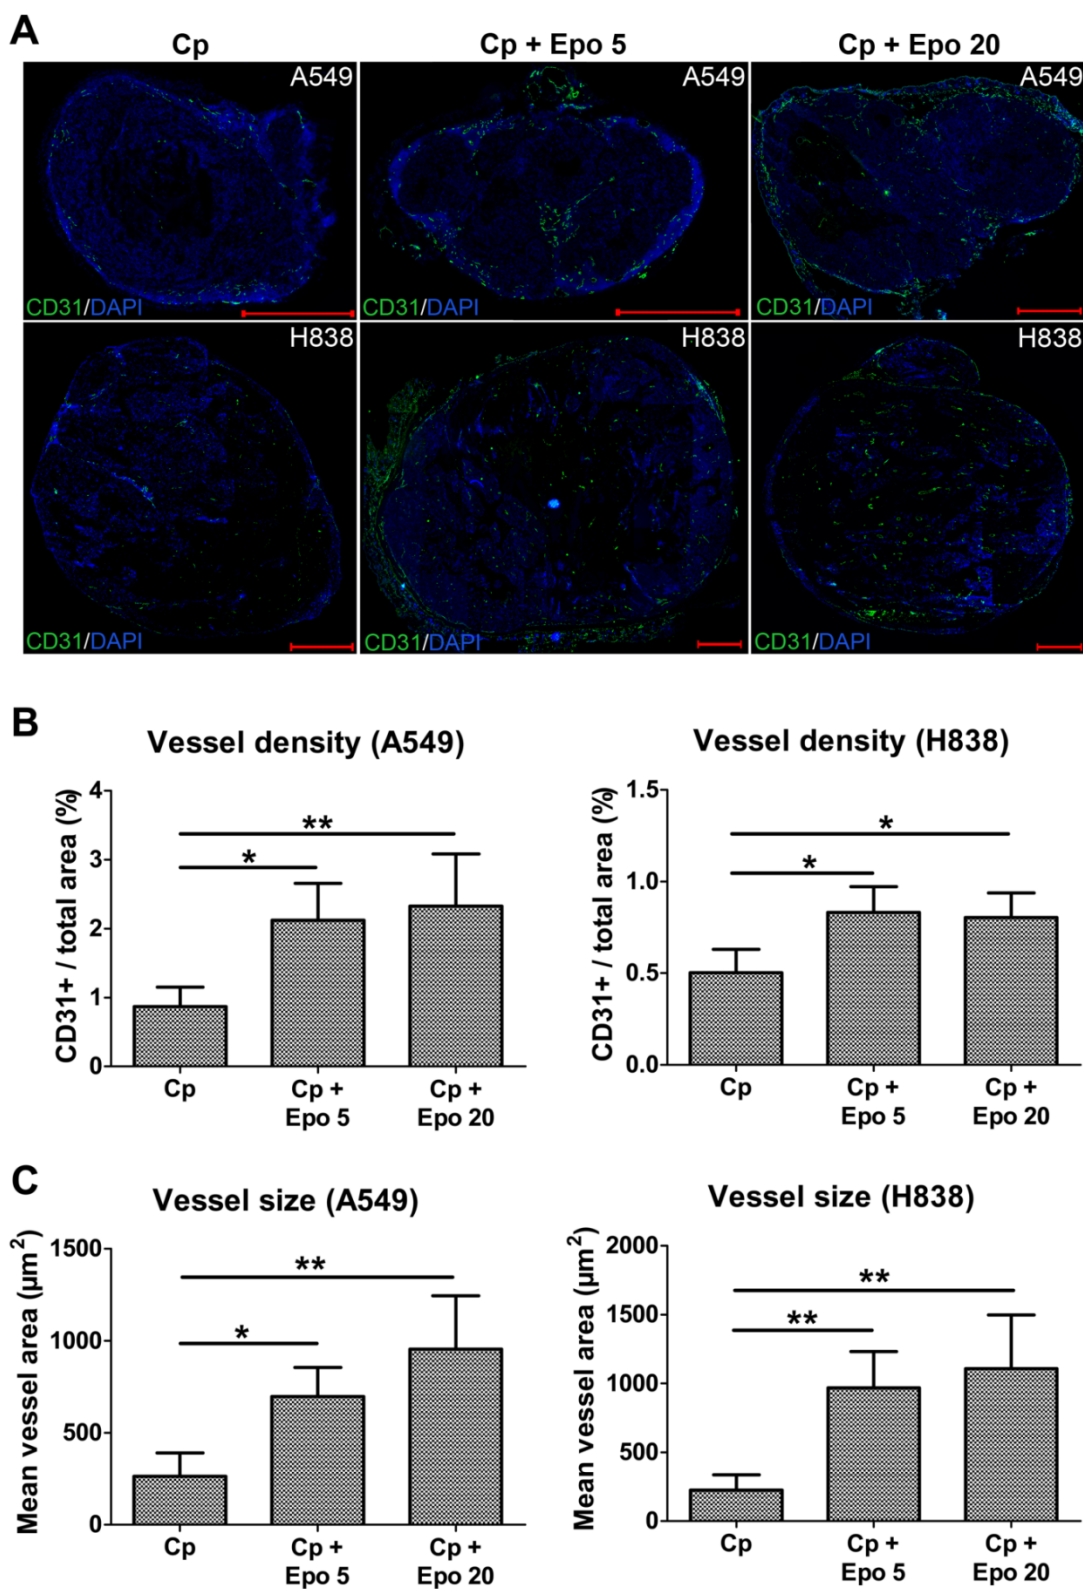 A
Cp
Cp + Epo 5
Cp + Epo 20
A549
CD31/DAPI
A549
CD31/DAPI
A549
CD31/DAPI
H838
CD31/DAPI
H838
CD31/DAPI
H838
CD31/DAPI
B
Vessel density (A549)
CD31+ / total area (%)
4
3
2
1
0
*
**
Cp
Cp +
Epo 5
Cp +
Epo 20
Vessel density (H838)
CD31+ / total area (%)
1.5
1.0
0.5
0.0
*
*
Cp
Cp +
Epo 5
Cp +
Epo 20
C
Vessel size (A549)
Mean vessel area (µm²)
1500
1000
500
0
**
*
Cp
Cp +
Epo 5
Cp +
Epo 20
Vessel size (H838)
Mean vessel area (µm²)
2000
1500
1000
500
0
**
**
Cp
Cp +
Epo 5
Cp +
Epo 20